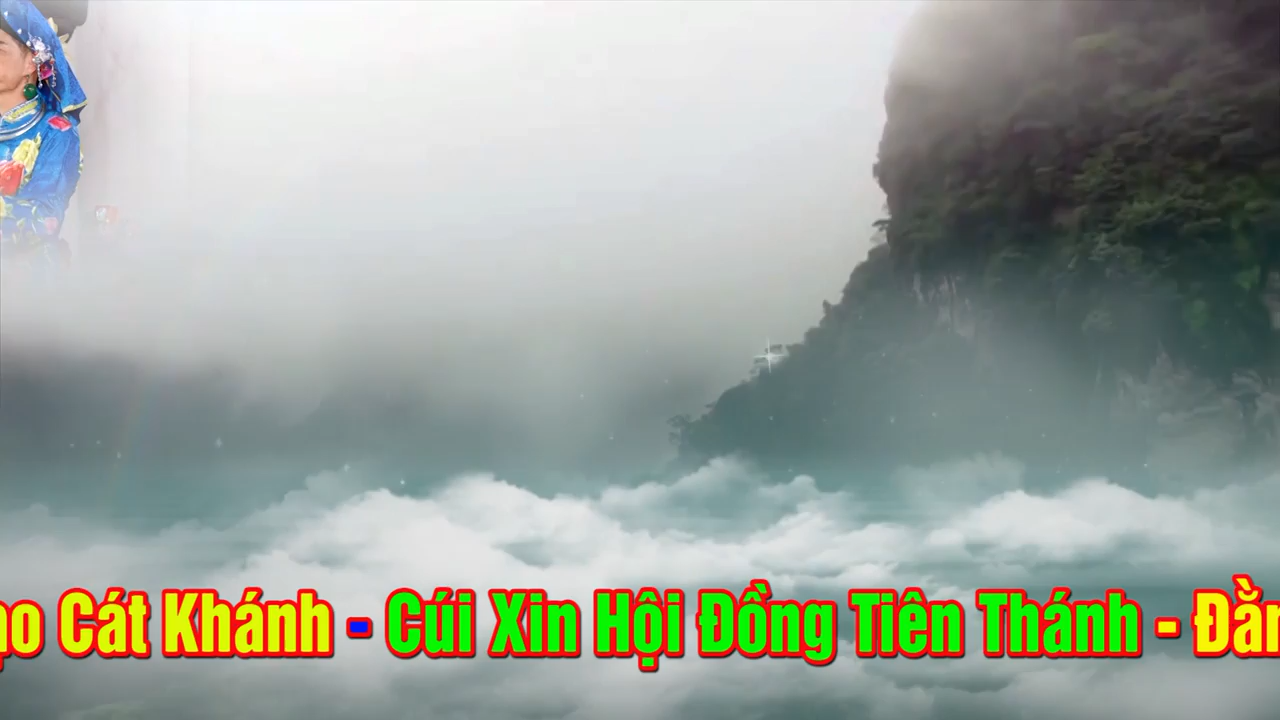 Cát Khánh - Cúi Xin Hội Đồng Tiên Thánh -